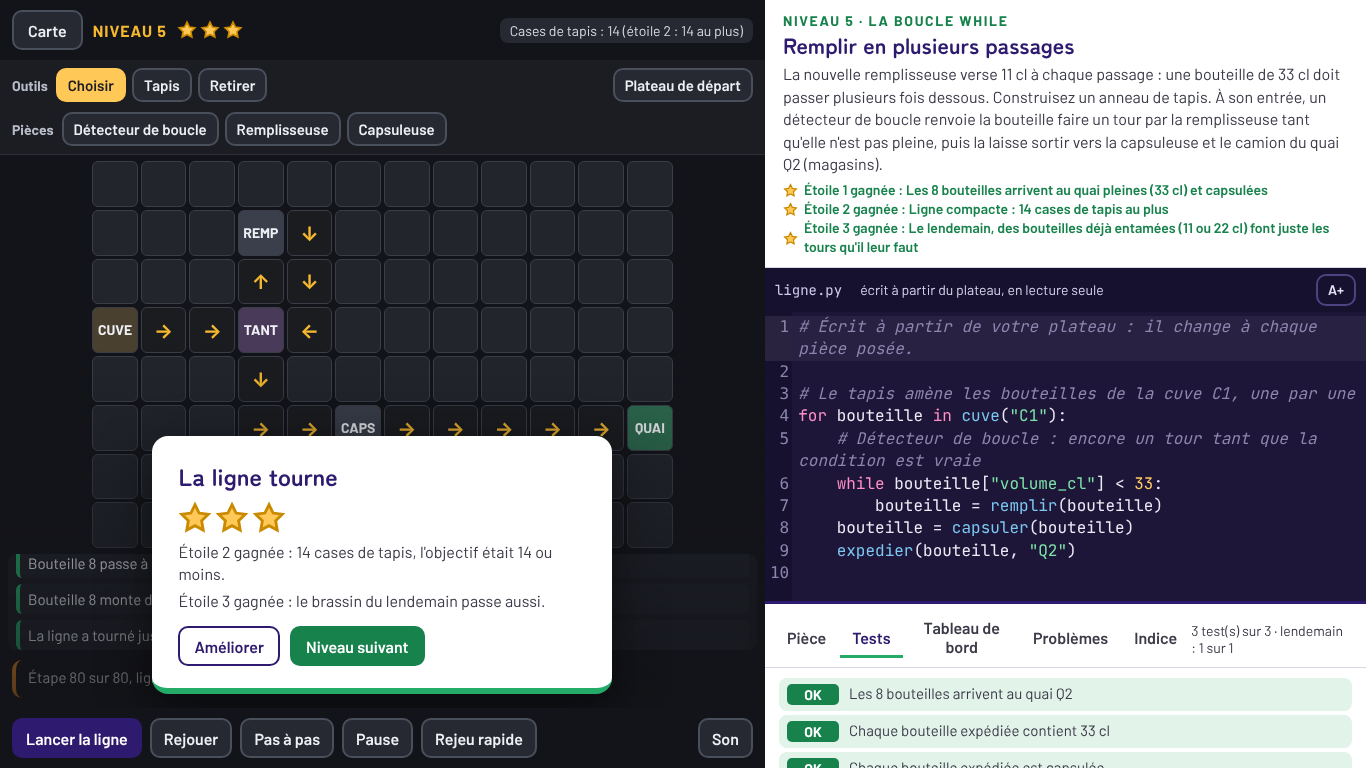 Carte
NIVEAU 5
Cases de tapis : 14 (étoile 2 : 14 au plus)
Outils
Choisir
Tapis
Retirer
Plateau de départ
Pièces
Détecteur de boucle
Remplisseuse
Capsuleuse
REMP
CUVE
TANT
CAPS
QUAI
La ligne tourne
Étoile 2 gagnée : 14 cases de tapis, l'objectif était 14 ou
moins.
Étoile 3 gagnée : le brassin du lendemain passe aussi.
Améliorer
Niveau suivant
Bouteille 8 passe à
Bouteille 8 monte d
La ligne a tourné jus
Étape 80 sur 80, lig
Lancer la ligne
Rejouer
Pas à pas
Pause
Rejeu rapide
Son
NIVEAU 5 · LA BOUCLE WHILE
Remplir en plusieurs passages
La nouvelle remplisseuse verse 11 cl à chaque passage : une bouteille de 33 cl doit
passer plusieurs fois dessous. Construisez un anneau de tapis. À son entrée, un
détecteur de boucle renvoie la bouteille faire un tour par la remplisseuse tant
qu'elle n'est pas pleine, puis la laisse sortir vers la capsuleuse et le camion du quai
Q2 (magasins).
Étoile 1 gagnée : Les 8 bouteilles arrivent au quai pleines (33 cl) et capsulées
Étoile 2 gagnée : Ligne compacte : 14 cases de tapis au plus
Étoile 3 gagnée : Le lendemain, des bouteilles déjà entamées (11 ou 22 cl) font juste les
tours qu'il leur faut
ligne.py
écrit à partir du plateau, en lecture seule
A+
1 # Écrit à partir de votre plateau : il change à chaque
pièce posée.
2
3 # Le tapis amène les bouteilles de la cuve C1, une par une
4 for bouteille in cuve("C1"):
5 # Détecteur de boucle : encore un tour tant que la
condition est vraie
6 while bouteille["volume_cl"] < 33:
7 bouteille = remplir(bouteille)
8 bouteille = capsuler(bouteille)
9 expedier(bouteille, "Q2")
10
Pièce
Tests
Tableau de
bord
Problèmes
Indice
3 test(s) sur 3 · lendemain
: 1 sur 1
OK Les 8 bouteilles arrivent au quai Q2
OK Chaque bouteille expédiée contient 33 cl
OK Chaque bouteille expédiée est capsulée